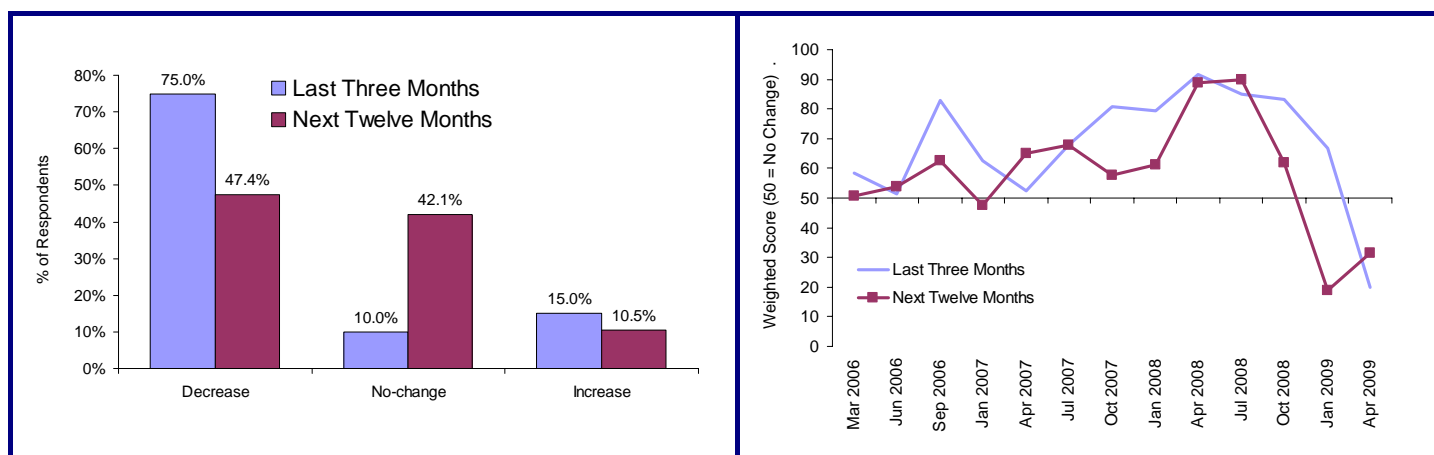 80%
70%
60%
50%
40%
30%
20%
10%
0%
% of Respondents
75.0%
47.4%
10.0%
42.1%
15.0%
10.5%
Last Three Months
Next Twelve Months
Decrease
No-change
Increase
100
90
80
70
60
50
40
30
20
10
0
Weighted Score (50 = No Change) .
Last Three Months
Next Twelve Months
Mar 2006
Jun 2006
Sep 2006
Jan 2007
Apr 2007
Jul 2007
Oct 2007
Jan 2008
Apr 2008
Jul 2008
Oct 2008
Jan 2009
Apr 2009